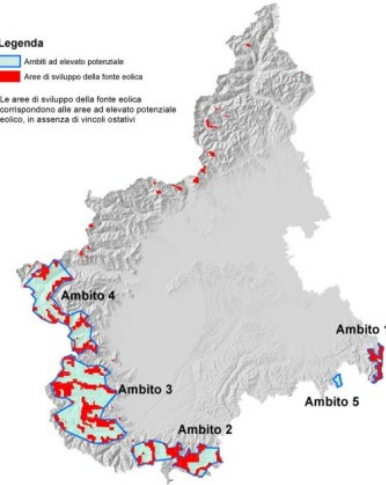 Legenda
Ambiti ad elevato potenziale
Aree di sviluppo della fonte eolica
Le aree di sviluppo della fonte eolica
corrispondono alle aree ad elevato potenziale
eolico, in assenza di vincoli ostativi
Ambito 4
Ambito 1
Ambito 3
Ambito 5
Ambito 2